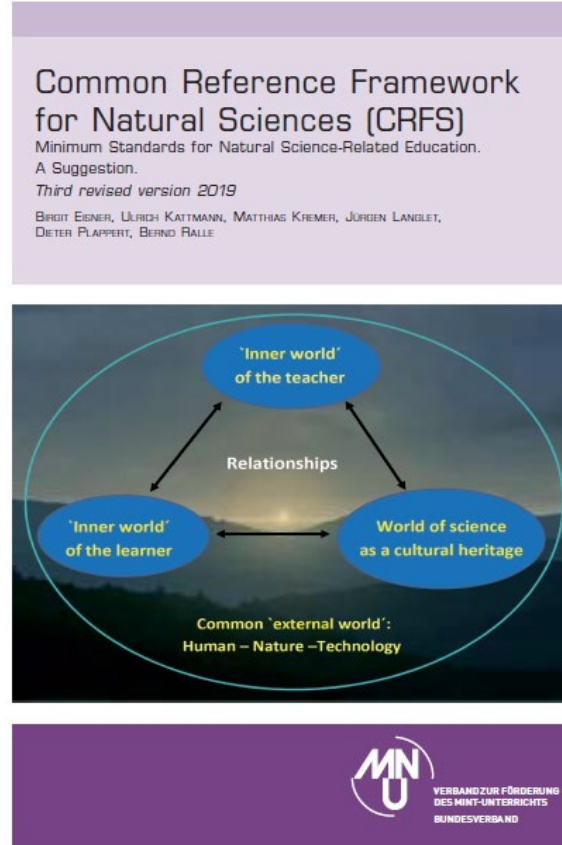 Common Reference Framework
for Natural Sciences (CRFS)
Minimum Standards for Natural Science-Related Education.
A Suggestion.
Third revised version 2019
BIRGIT EISNER, ULRICH KATTMANN, MATTHIAS KREMER, JÜRGEN LANGLET,
DIETER PLAPPERT, BERND RALLE
`Inner world´
of the teacher
Relationships
`Inner world´
of the learner
World of science
as a cultural heritage
Common `external world´:
Human – Nature –Technology
MNU
VERBAND ZUR FÖRDERUNG
DES MINT-UNTERRICHTS
BUNDESVERBAND